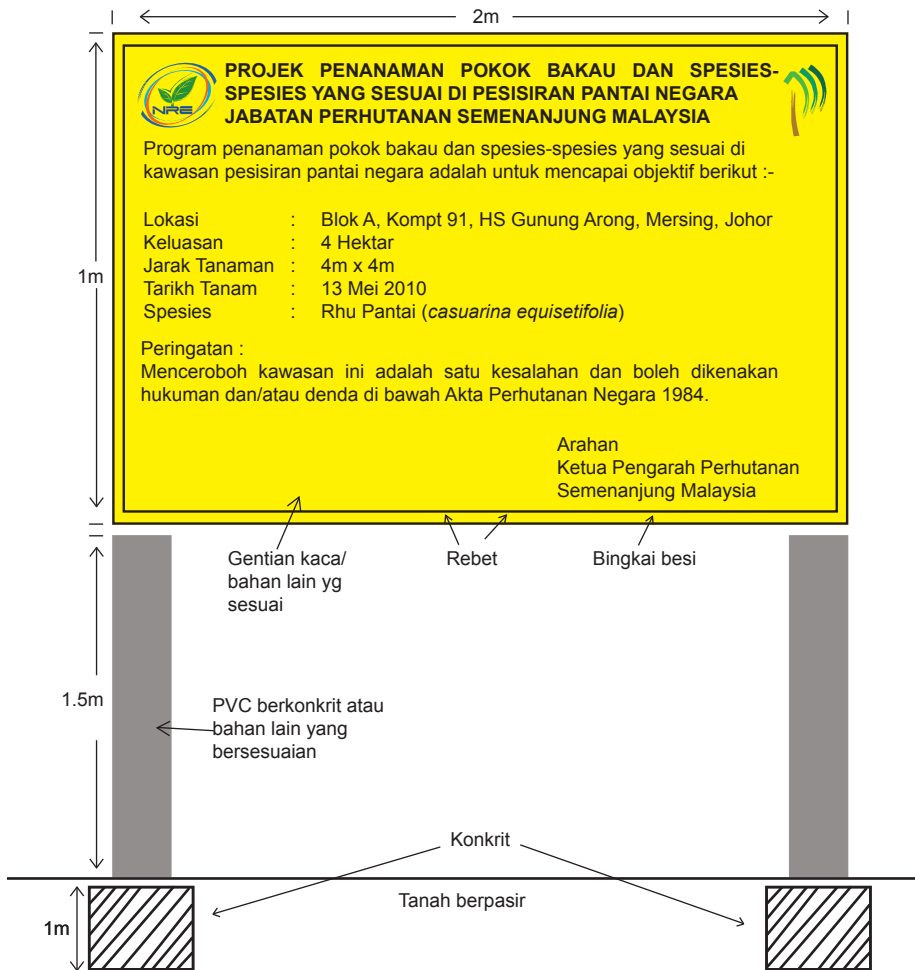 2m
NRE
PROJEK PENANAMAN POKOK BAKAU DAN SPESIES-
SPESIES YANG SESUAI DI PESISIRAN PANTAI NEGARA
JABATAN PERHUTANAN SEMENANJUNG MALAYSIA
Program penanaman pokok bakau dan spesies-spesies yang sesuai di
kawasan pesisiran pantai negara adalah untuk mencapai objektif berikut :-
Lokasi : Blok A, Kompt 91, HS Gunung Arong, Mersing, Johor
Keluasan : 4 Hektar
1m
Jarak Tanaman : 4m x 4m
Tarikh Tanam : 13 Mei 2010
Spesies : Rhu Pantai (casuarina equisetifolia)
Peringatan :
Menceroboh kawasan ini adalah satu kesalahan dan boleh dikenakan
hukuman dan/atau denda di bawah Akta Perhutanan Negara 1984.
Arahan
Ketua Pengarah Perhutanan
Semenanjung Malaysia
Gentian kaca/
bahan lain yg
sesuai
Rebet
Bingkai besi
1.5m
PVC berkonkrit atau
bahan lain yang
bersesuaian
Konkrit
Tanah berpasir
1m